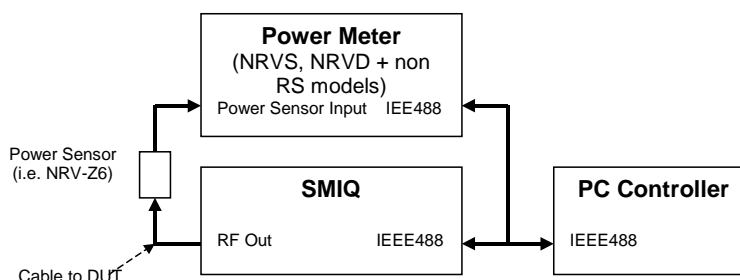 Power Meter
(NRVS, NRVD + non
RS models)
Power Sensor Input IEE488
Power Sensor
(i.e. NRV-Z6)
SMIQ
PC Controller
RF Out
IEEE488
IEEE488
Cable to DUT